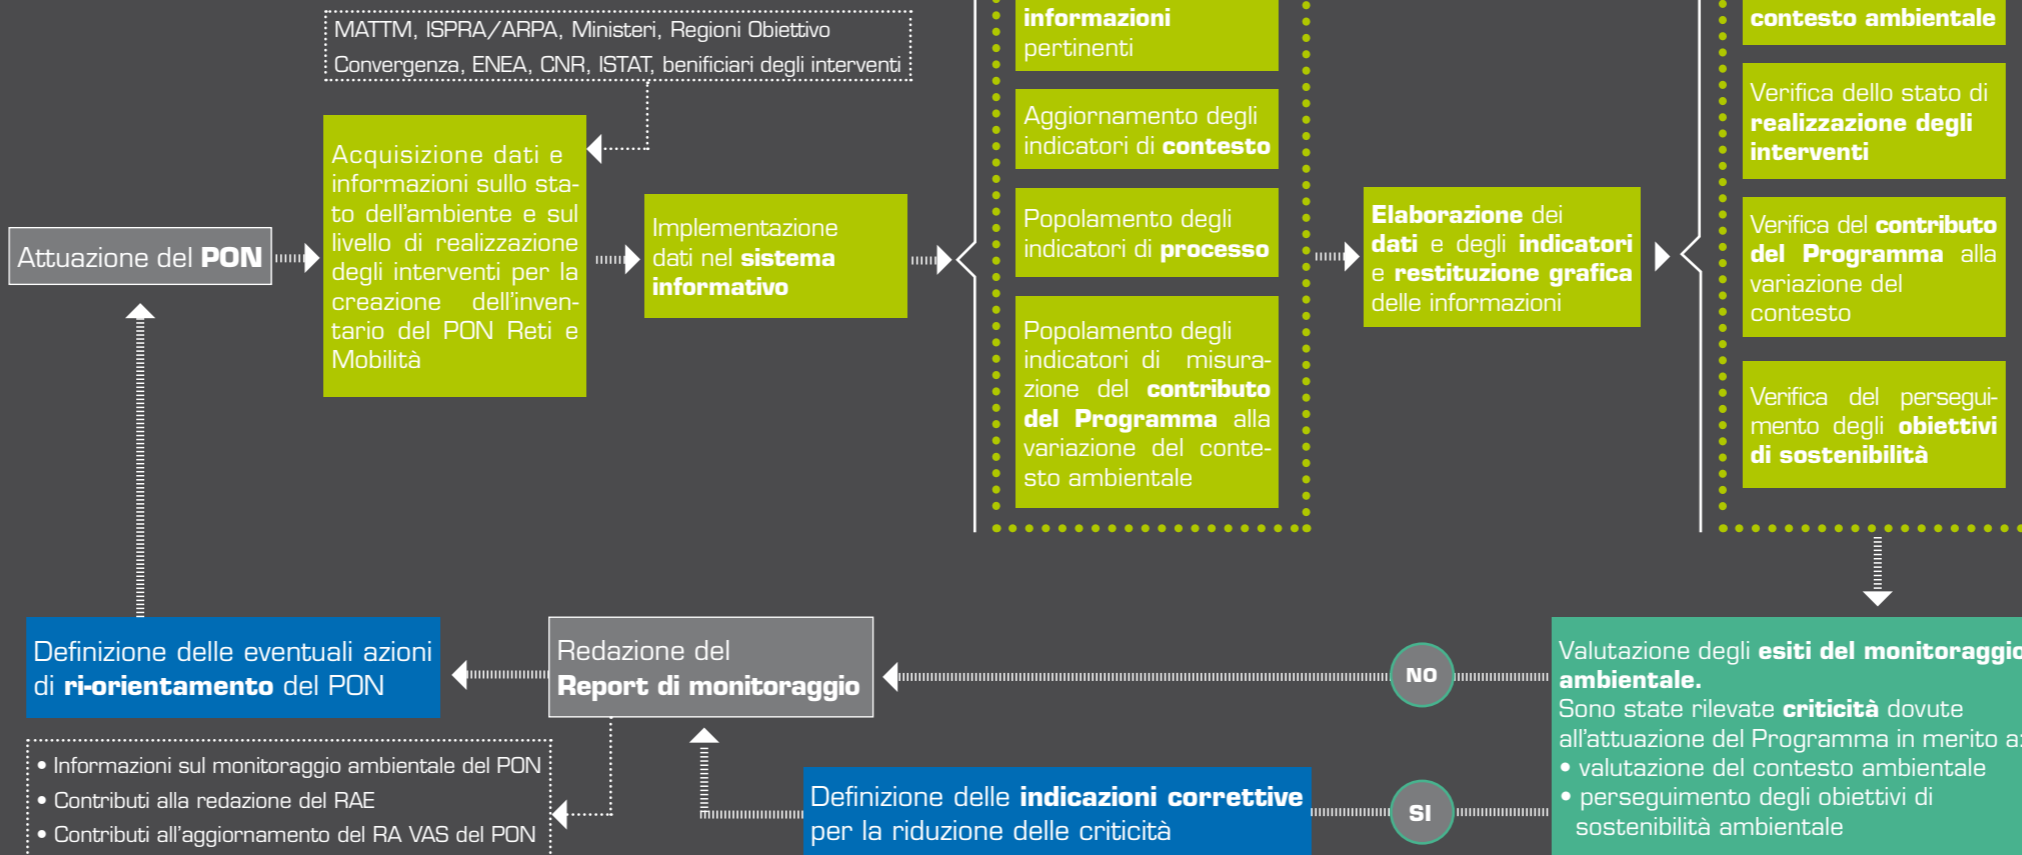 MATTM, ISPRA/ARPA, Ministeri, Regioni Obiettivo
Convergenza, ENEA, CNR, ISTAT, benificiari degli interventi
Attuazione del PON
Acquisizione dati e
informazioni sullo sta-
to dell'ambiente e sul
livello di realizzazione
degli interventi per la
creazione dell'inven-
tario del PON Reti e
Mobilità
Implementazione
dati nel sistema
informativo
informazioni
pertinenti
Aggiornamento degli
indicatori di contesto
Popolamento degli
indicatori di processo
Popolamento degli
indicatori di misura-
zione del contributo
del Programma alla
variazione del conte-
sto ambientale
Elaborazione dei
dati e degli indicatori
e restituzione grafica
delle informazioni
contesto ambientale
Verifica dello stato di
realizzazione degli
interventi
Verifica del contributo
del Programma alla
variazione del
contesto
Verifica del persegui-
mento degli obiettivi
di sostenibilità
Valutazione degli esiti del monitoraggio
ambientale.
Sono state rilevate criticità dovute
all'attuazione del Programma in merito a:
• valutazione del contesto ambientale
• perseguimento degli obiettivi di
sostenibilità ambientale
NO
SI
Definizione delle indicazioni correttive
per la riduzione delle criticità
Redazione del
Report di monitoraggio
Definizione delle eventuali azioni
di ri-orientamento del PON
• Informazioni sul monitoraggio ambientale del PON
• Contributi alla redazione del RAE
• Contributi all'aggiornamento del RA VAS del PON